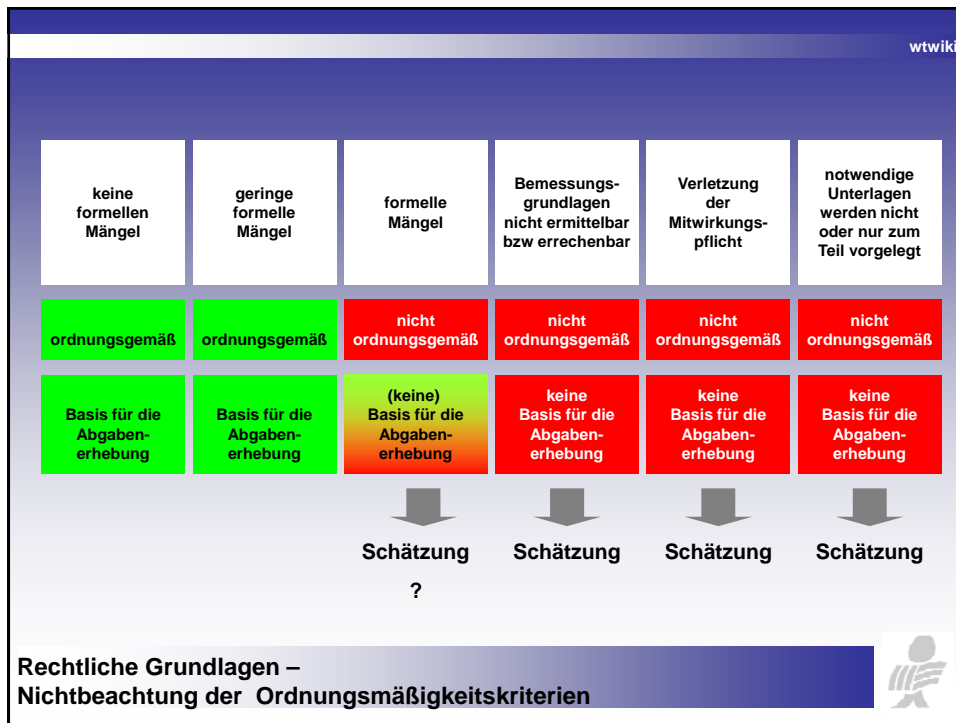 wtwiki
keine
formellen
Mängel
geringe
formelle
Mängel
formelle
Mängel
Bemessungs-
grundlagen
nicht ermittelbar
bzw errechenbar
Verletzung
der
Mitwirkungs-
pflicht
notwendige
Unterlagen
werden nicht
oder nur zum
Teil vorgelegt
ordnungsgemäß
ordnungsgemäß
nicht
ordnungsgemäß
nicht
ordnungsgemäß
nicht
ordnungsgemäß
nicht
ordnungsgemäß
Basis für die
Abgaben-
erhebung
Basis für die
Abgaben-
erhebung
(keine)
Basis für die
Abgaben-
erhebung
keine
Basis für die
Abgaben-
erhebung
keine
Basis für die
Abgaben-
erhebung
keine
Basis für die
Abgaben-
erhebung
Schätzung
?
Schätzung
Schätzung
Schätzung
Rechtliche Grundlagen –
Nichtbeachtung der Ordnungsmäßigkeitskriterien